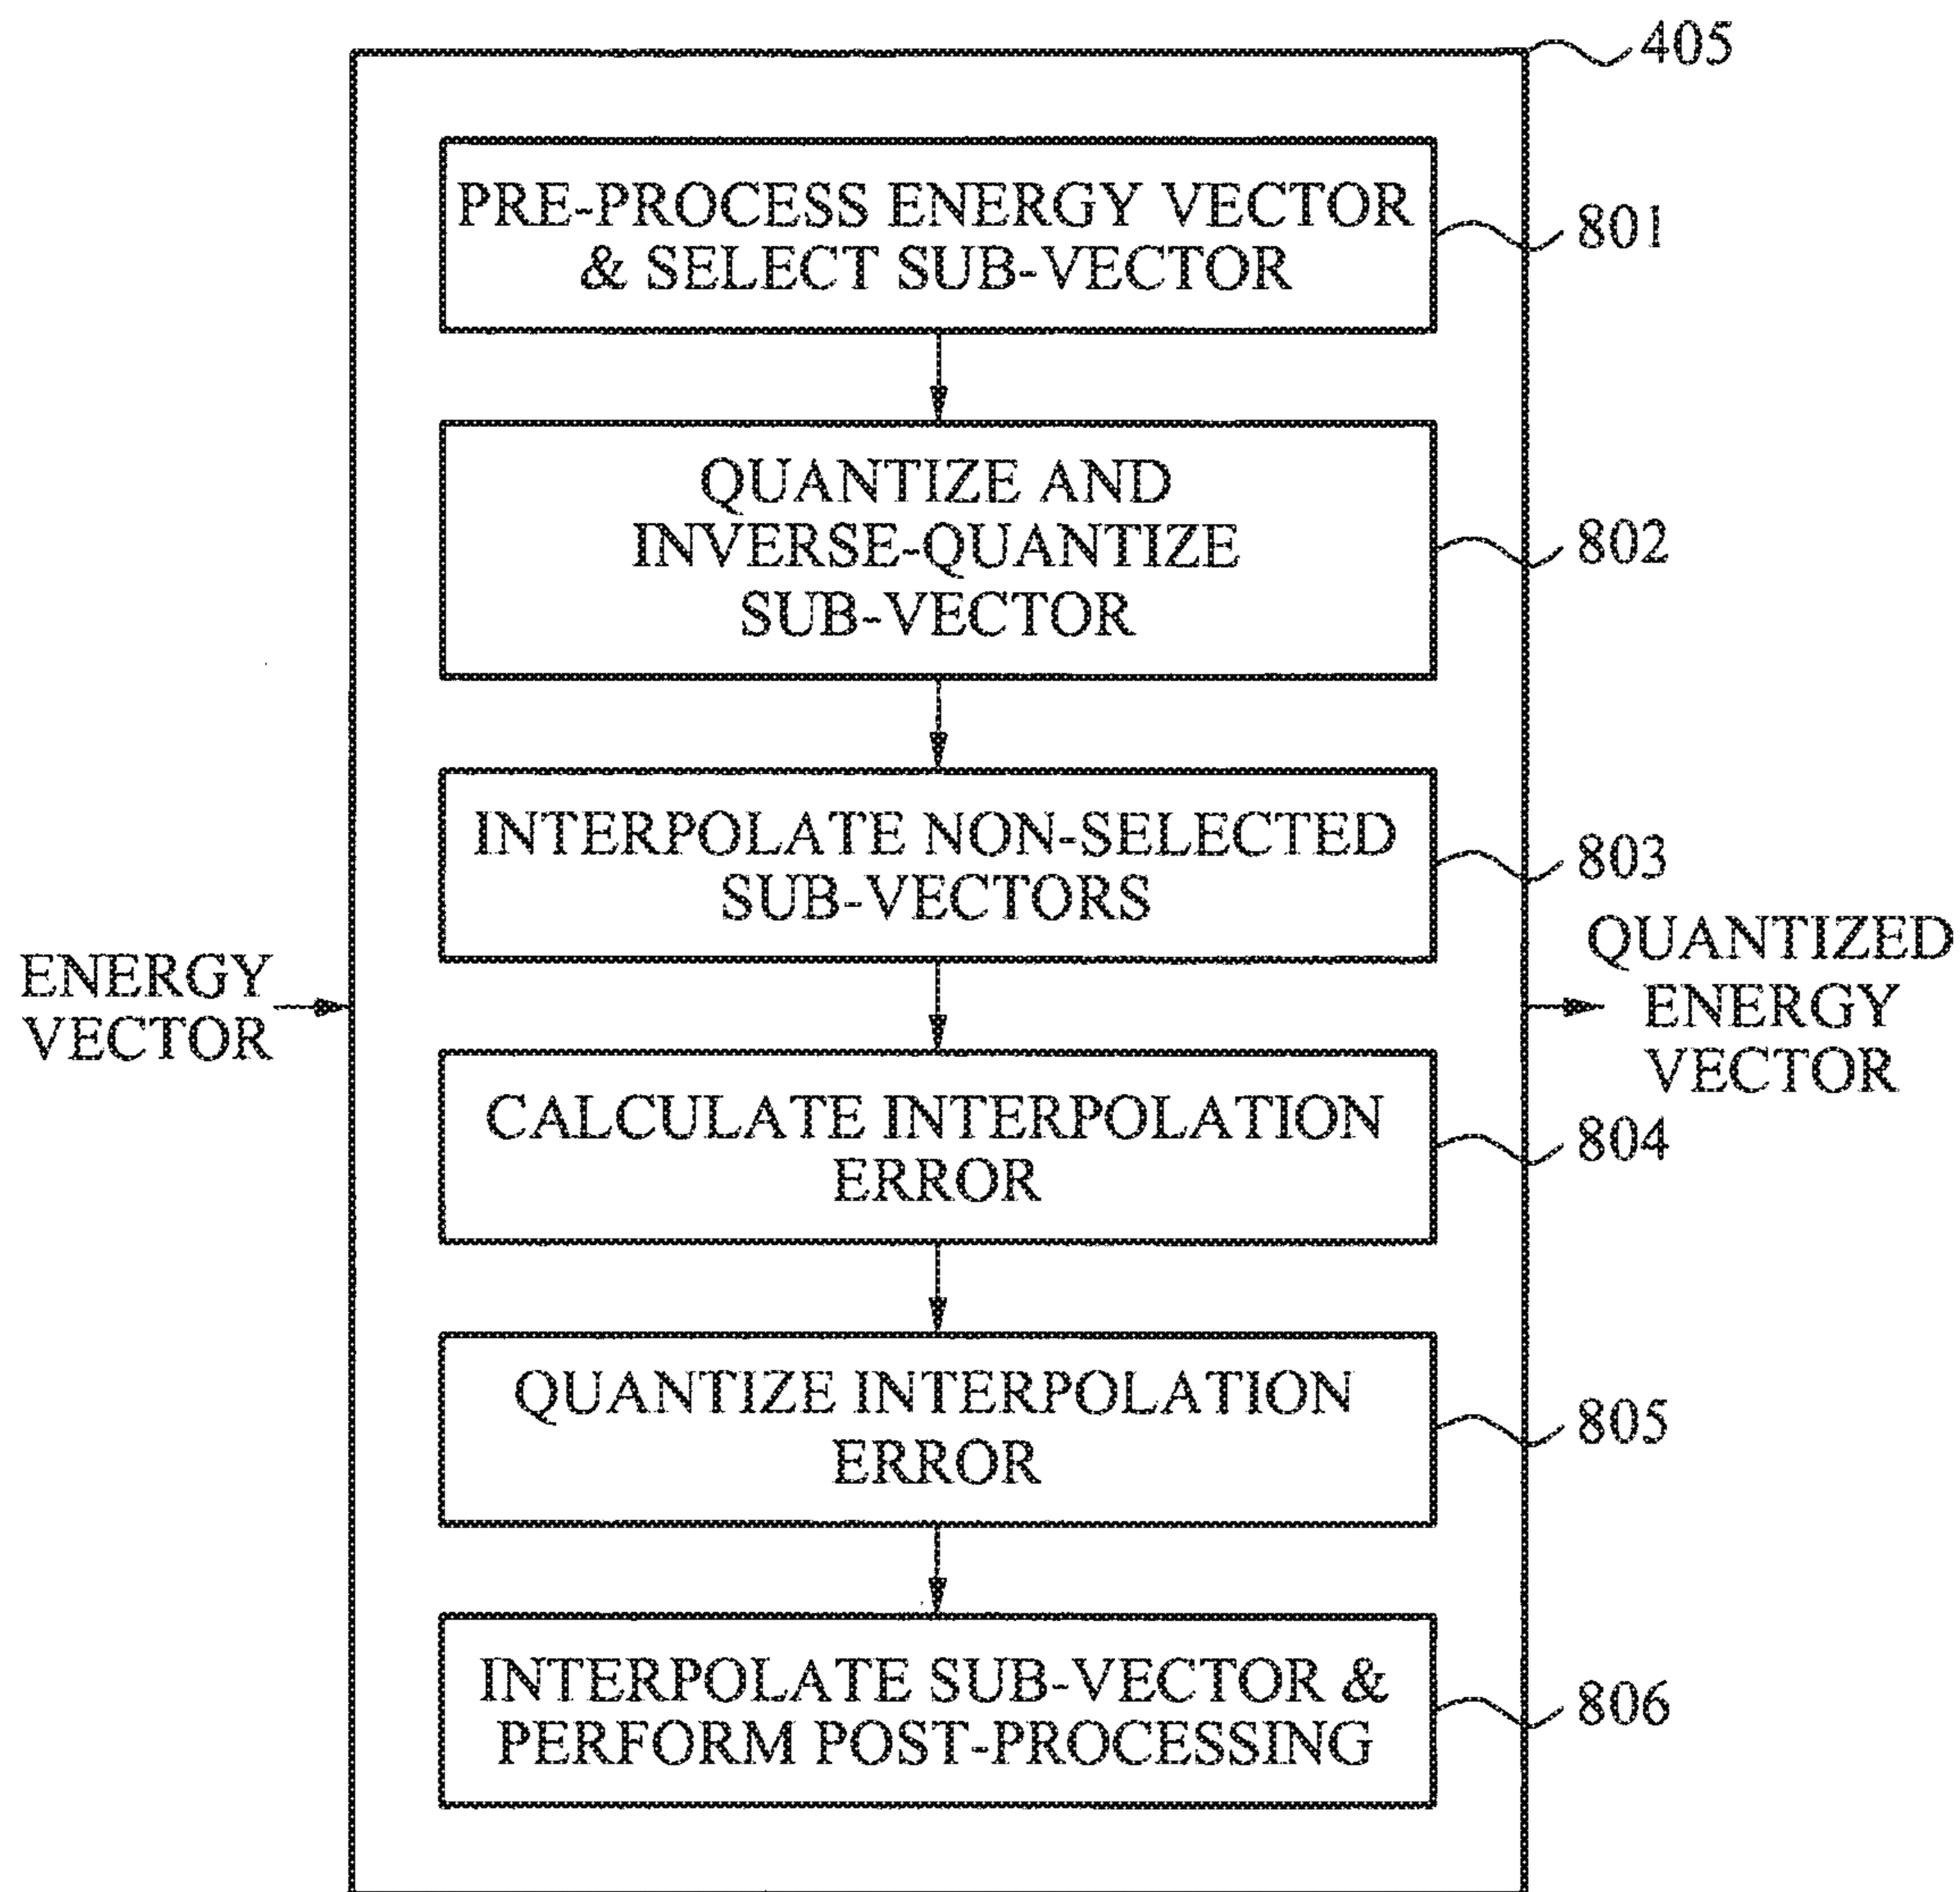 405
PRE-PROCESS ENERGY VECTOR
& SELECT SUB-VECTOR
801
QUANTIZE AND
INVERSE-QUANTIZE
SUB-VECTOR
802
INTERPOLATE NON-SELECTED
SUB-VECTORS
803
ENERGY
VECTOR
QUANTIZED
ENERGY
VECTOR
CALCULATE INTERPOLATION
ERROR
804
QUANTIZE INTERPOLATION
ERROR
805
INTERPOLATE SUB-VECTOR &
PERFORM POST-PROCESSING
806